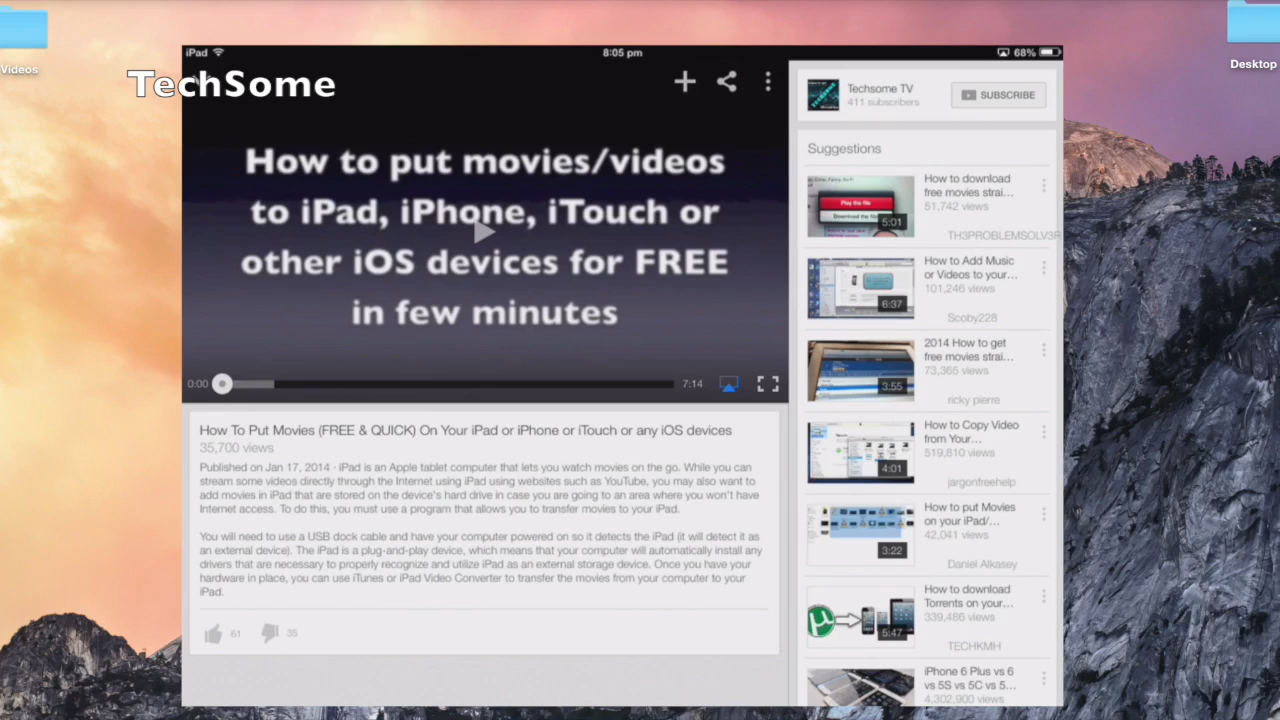 iPad
8:05 pm
68%
Videos
Desktop
TechSome
How to put movies/videos
to iPad, iPhone, iTouch or
other iOS devices for FREE
in few minutes
0:00
7:14
How To Put Movies (FREE & QUICK) On Your iPad or iPhone or iTouch or any iOS devices
35,700 views
Published on Jan 17, 2014 · iPad is an Apple tablet computer that lets you watch movies on the go. While you can
stream some videos directly through the Internet using iPad using websites such as YouTube, you may also want to
add movies in iPad that are stored on the device's hard drive in case you are going to an area where you won't have
Internet access. To do this, you must use a program that allows you to transfer movies to your iPad.
You will need to use a USB dock cable and have your computer powered on so it detects the iPad (it will detect it as
an external device). The iPad is a plug-and-play device, which means that your computer will automatically install any
drivers that are necessary to properly recognize and utilize iPad as an external storage device. Once you have your
hardware in place, you can use iTunes or iPad Video Converter to transfer the movies from your computer to your
iPad.
61
35
Techsome TV
411 subscribers
SUBSCRIBE
Suggestions
Play the file
Download the file
5:01
How to download
free movies strai...
51,742 views
TH3PROBLEMSOLV3R
6:37
How to Add Music
or Videos to your...
101,246 views
Scoby228
3:55
2014 How to get
free movies strai...
73,365 views
ricky pierre
4:01
How to Copy Video
from Your...
519,810 views
jargonfreehelp
3:22
How to put Movies
on your iPad/...
42,041 views
Daniel Alkasey
5:47
How to download
Torrents on your...
339,486 views
TECHKMH
iPhone 6 Plus vs 6
vs 5S vs 5C vs 5...
4,302,900 views